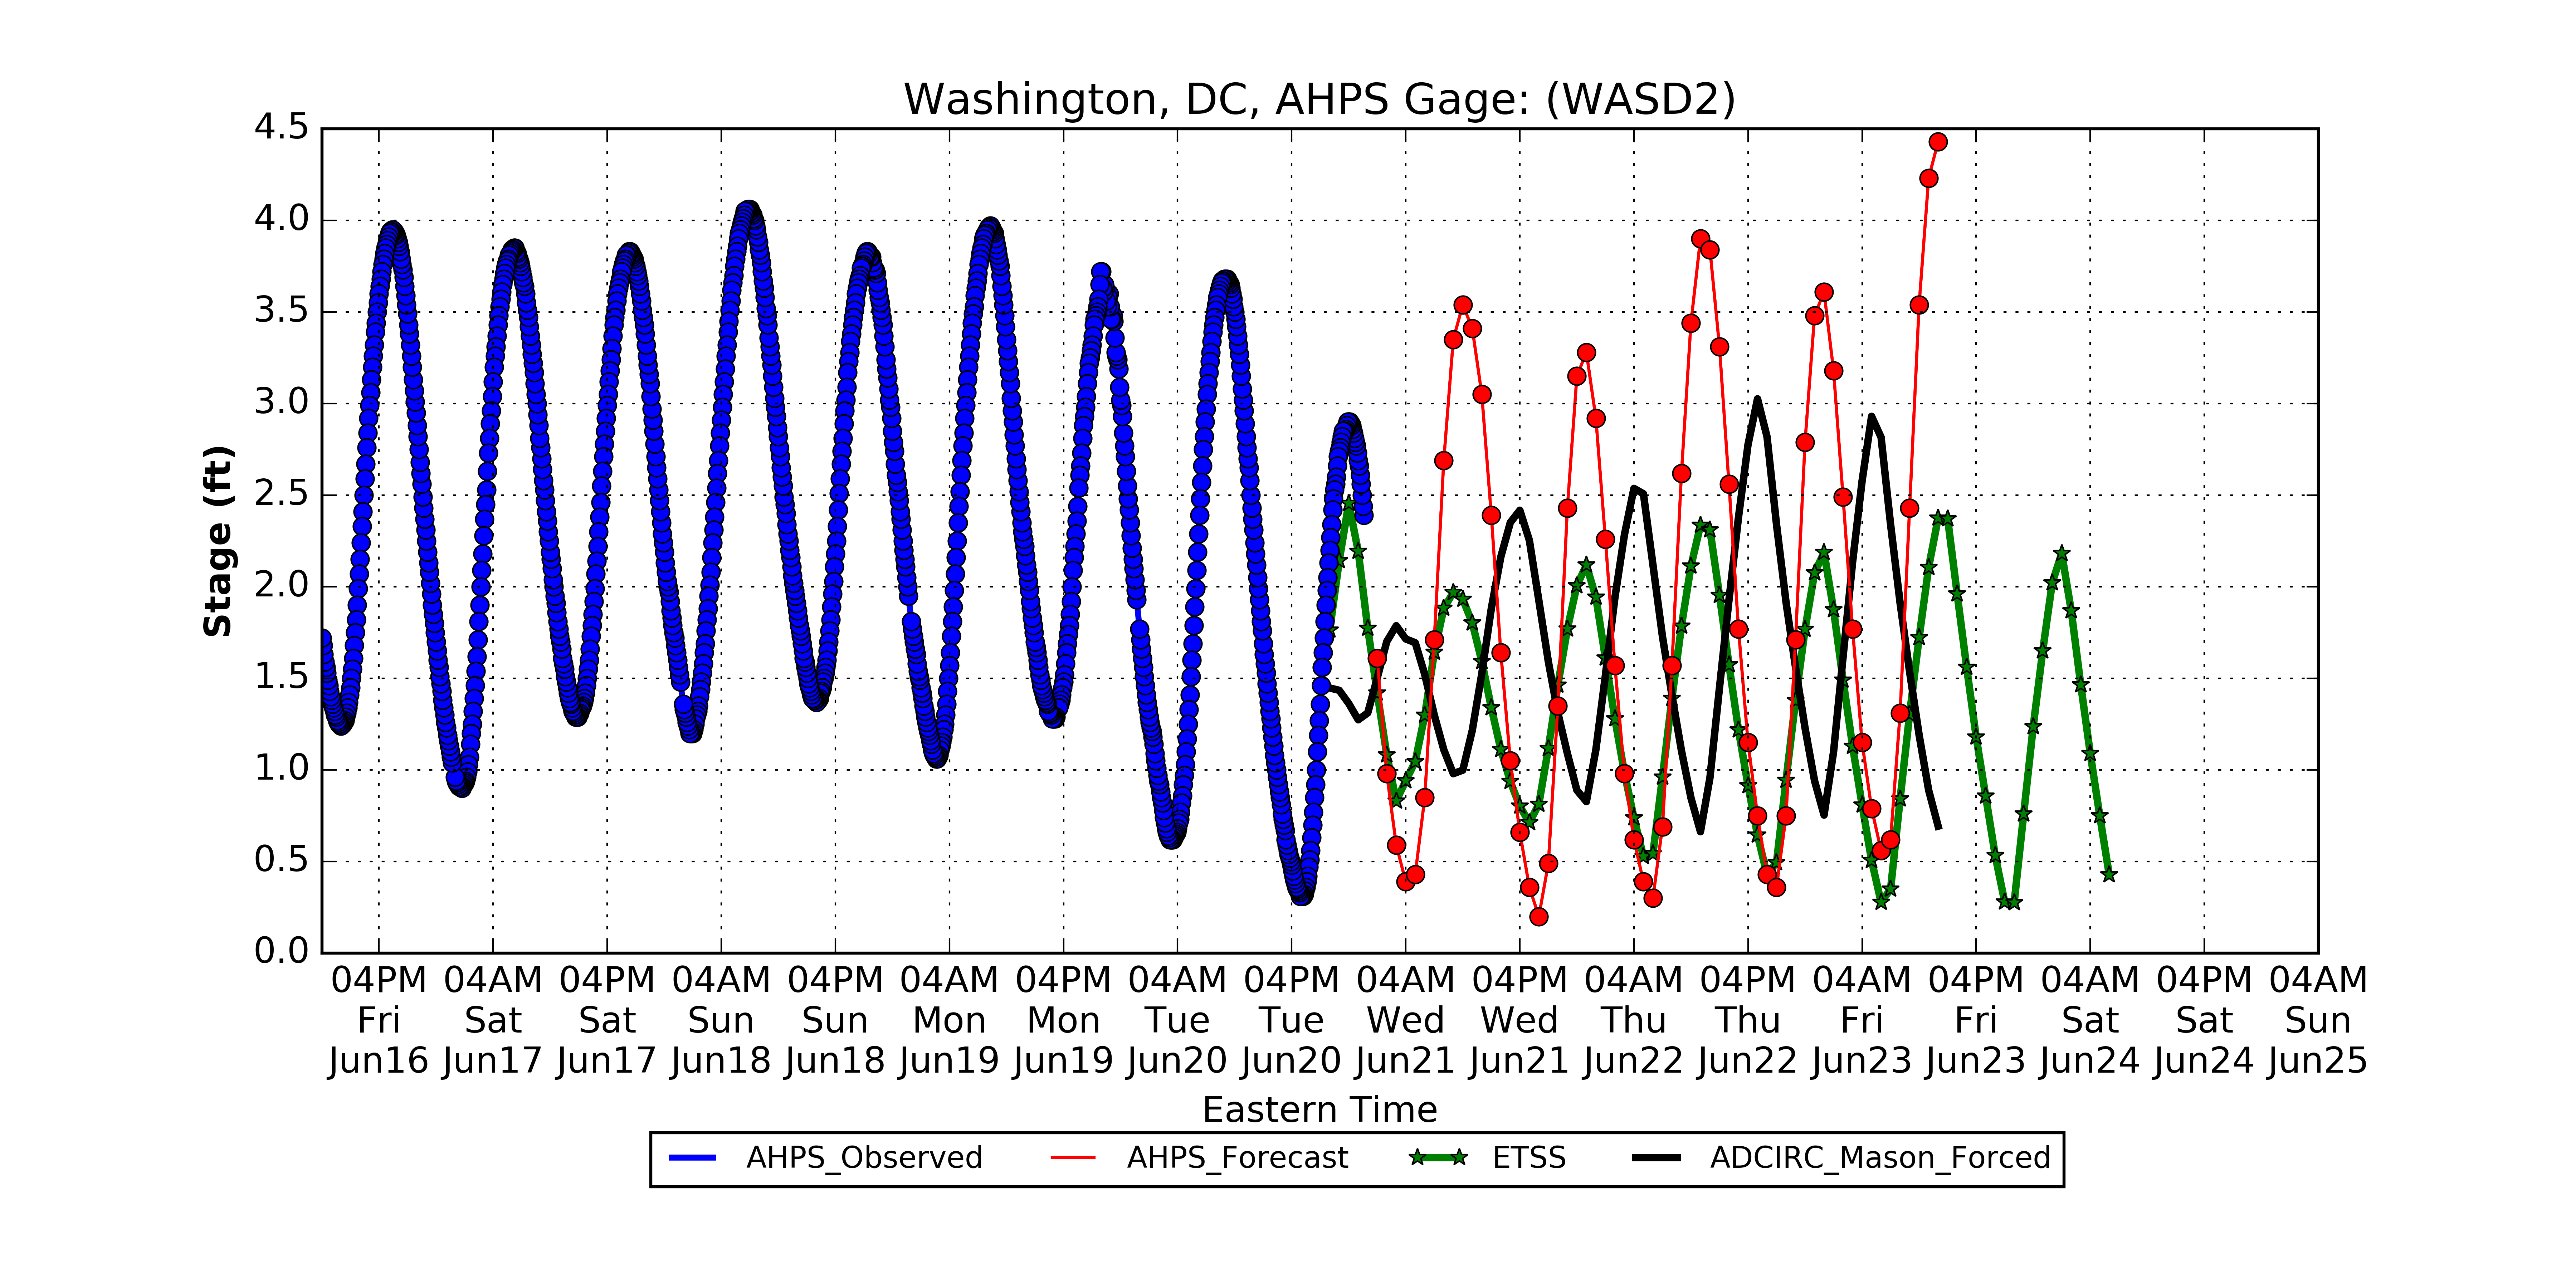 Washington, DC, AHPS Gage: (WASD2)
4.5
4.0
3.5
3.0
2.5
2.0
1.5
1.0
0.5
0.0
Stage (ft)
04PM 04AM 04PM 04AM 04PM 04AM 04PM 04AM 04PM 04AM 04PM 04AM 04PM 04AM 04PM 04AM 04PM 04AM
Fri Sat Sat Sun Sun Mon Mon Tue Tue Wed Wed Thu Thu Fri Fri Sat Sat Sun
Jun16 Jun17 Jun17 Jun18 Jun18 Jun19 Jun19 Jun20 Jun20 Jun21 Jun21 Jun22 Jun22 Jun23 Jun23 Jun24 Jun24 Jun25
Eastern Time
AHPS_Observed AHPS_Forecast ETSS ADCIRC_Mason_Forced